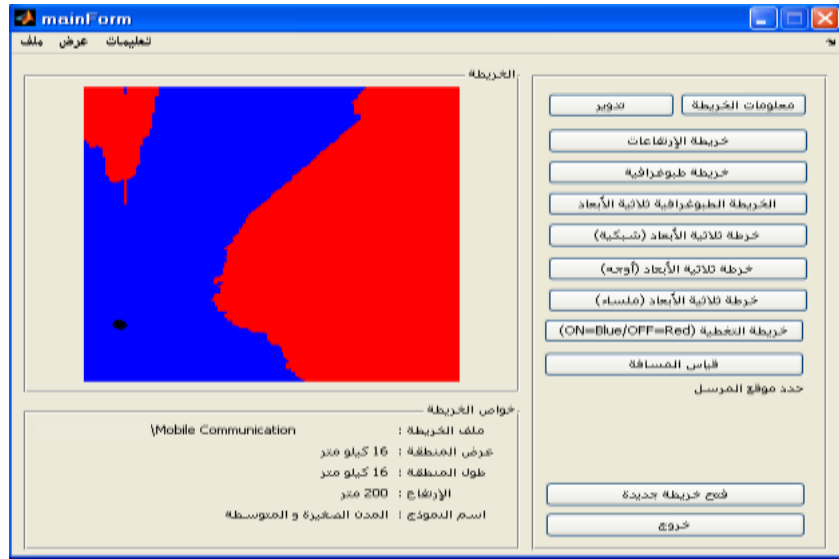 mainForm
ملف عرض تعليمات
الخريطة
معلومات الخريطة
تدوير
خريطة الإرتفاعات
خريطة طبوغرافية
الخريطة الطبوغرافية ثلاثية الأبعاد
خرطة ثلاثية الأبعاد (شبكية)
خرطة ثلاثية الأبعاد (أوجه)
خرطة ثلاثية الأبعاد (ملساء)
خريطة التغطية (ON=Blue/OFF=Red)
قياس المسافة
حدد موقع المرسل
فتح خريطة جديدة
خروج
خواص الخريطة
ملف الخريطة : \Mobile Communication
عرض المنطقة : 16 كيلو متر
طول المنطقة : 16 كيلو متر
الإرتفاع : 200 متر
اسم النموذج : المدن الصغيرة و المتوسطة